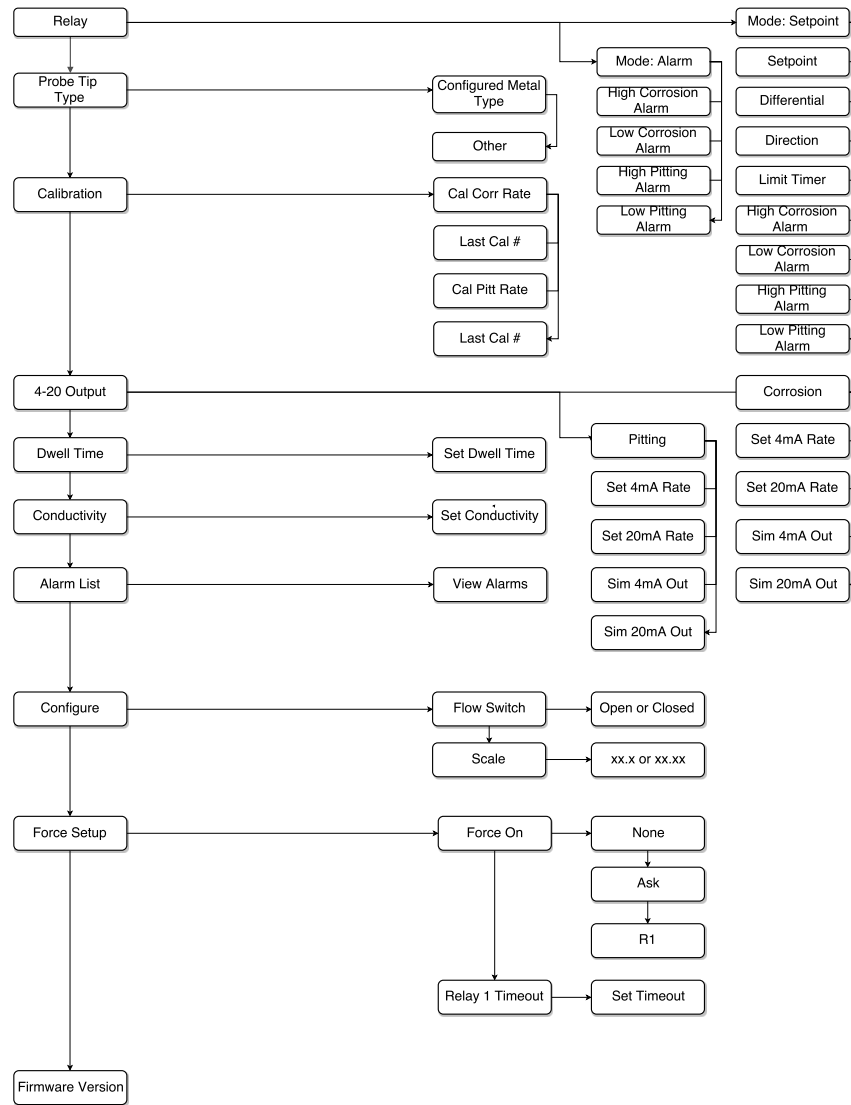 Relay
Mode: Setpoint
Mode: Alarm
Setpoint
Probe Tip
Type
Configured Metal
Type
High Corrosion
Alarm
Differential
Other
Low Corrosion
Alarm
Direction
Calibration
Cal Corr Rate
High Pitting
Alarm
Limit Timer
Low Pitting
Alarm
High Corrosion
Alarm
Last Cal #
Low Corrosion
Alarm
Cal Pitt Rate
High Pitting
Alarm
Last Cal #
Low Pitting
Alarm
4-20 Output
Corrosion
Pitting
Set 4mA Rate
Dwell Time
Set Dwell Time
Set 4mA Rate
Set 20mA Rate
Conductivity
Set Conductivity
Set 20mA Rate
Sim 4mA Out
Alarm List
View Alarms
Sim 4mA Out
Sim 20mA Out
Sim 20mA Out
Configure
Flow Switch
Open or Closed
Scale
xx.x or xx.xx
Force Setup
Force On
None
Ask
R1
Relay 1 Timeout
Set Timeout
Firmware Version